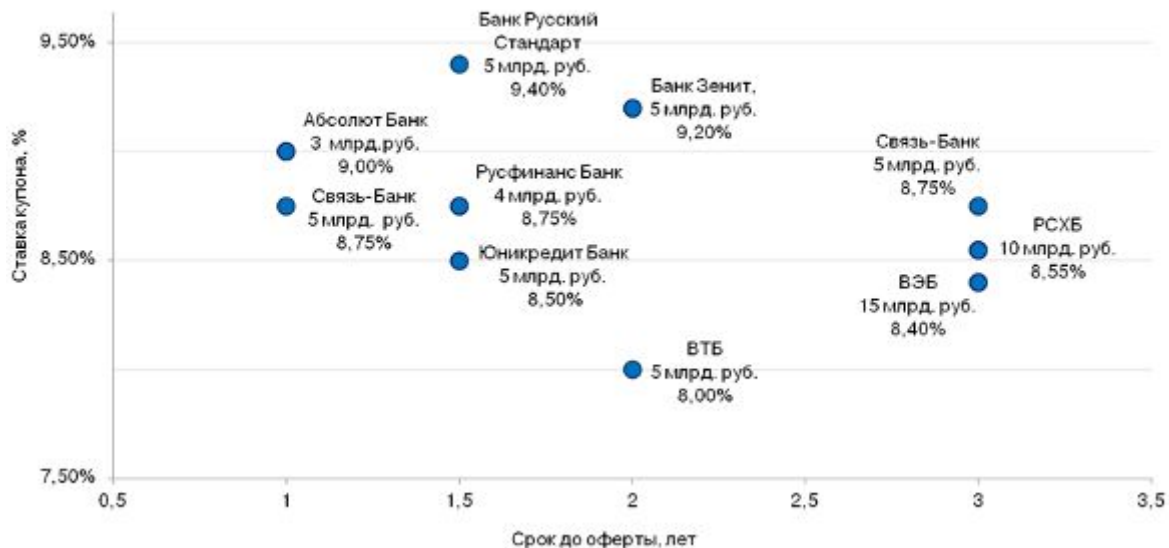 Банк Русский
Стандарт
5 млрд. руб.
9,40%
Банк Зенит,
5 млрд. руб.
9,20%
Абсолют Банк
3 млрд.руб.
9,00%
Связь-Банк
5 млрд. руб.
8,75%
Русфинанс Банк
4 млрд. руб.
8,75%
Юникредит Банк
5 млрд. руб.
8,50%
Связь-Банк
5 млрд. руб.
8,75%
РСХБ
10 млрд. руб.
8,55%
ВЭБ
15 млрд. руб.
8,40%
ВТБ
5 млрд. руб.
8,00%
Ставка купона, %
9,50%
8,50%
7,50%
0,5
1
1,5
2
2,5
3
3,5
Срок до оферты, лет